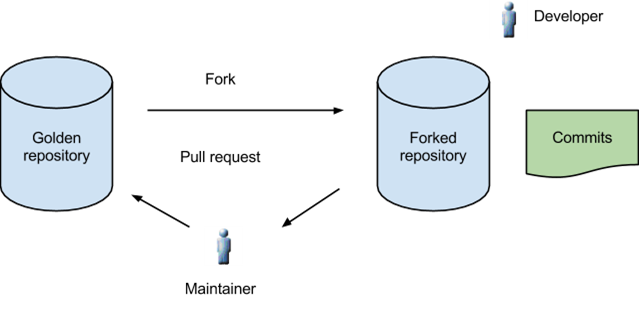 Developer
Fork
Golden
repository
Forked
repository
Commits
Pull request
Maintainer